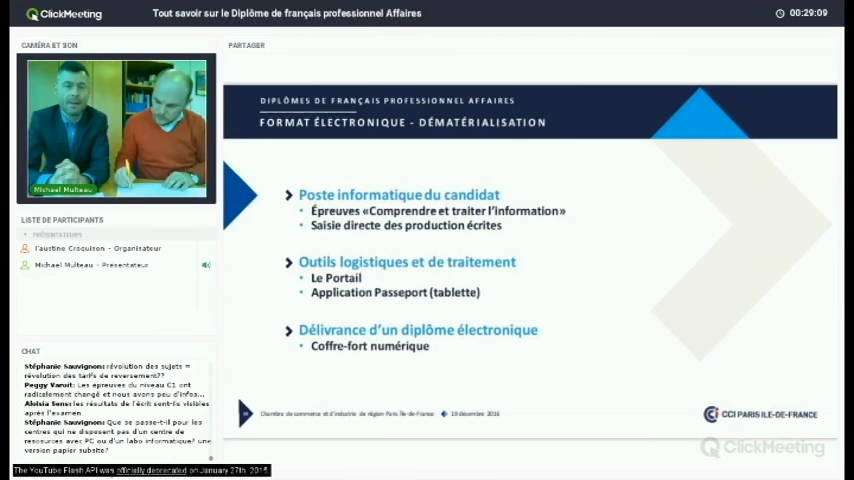 ClickMeeting
Tout savoir sur le Diplôme de français professionnel Affaires
00:29:09
CAMÉRA ET SON
PARTAGER
Michael Multeau
LISTE DE PARTICIPANTS
PRÉSENTATEURS
Faustine Croquison - Organisateur
Michael Multeau - Présentateur
CHAT
Stéphanie Sauvignons: révolution des sujets =
révolution des tarifs de reversement??
Peggy Varoit: Les épreuves du niveau C1 ont
radicalement changé et nous avons peu d'infos...
Aloisia Sens: les résultats de l'écrit sont-ils visibles
après l'examen
Stéphanie Sauvignons: Que se passe-t-il pour les
centres qui ne disposent pas d'un centre de
ressources avec PC ou d'un labo informatique? une
version papier subsite?
DIPLÔMES DE FRANÇAIS PROFESSIONNEL AFFAIRES
FORMAT ÉLECTRONIQUE - DÉMATÉRIALISATION
Poste informatique du candidat
• Épreuves «Comprendre et traiter l'information»
• Saisie directe des production écrites
Outils logistiques et de traitement
• Le Portail
• Application Passeport (tablette)
Délivrance d'un diplôme électronique
• Coffre-fort numérique
Chambre de commerce et d'industrie de région Paris Île-de-France
19 décembre 2016
CCI PARIS ILE-DE-FRANCE
ClickMeeting
The YouTube Flash API was officially deprecated on January 27th, 2015.